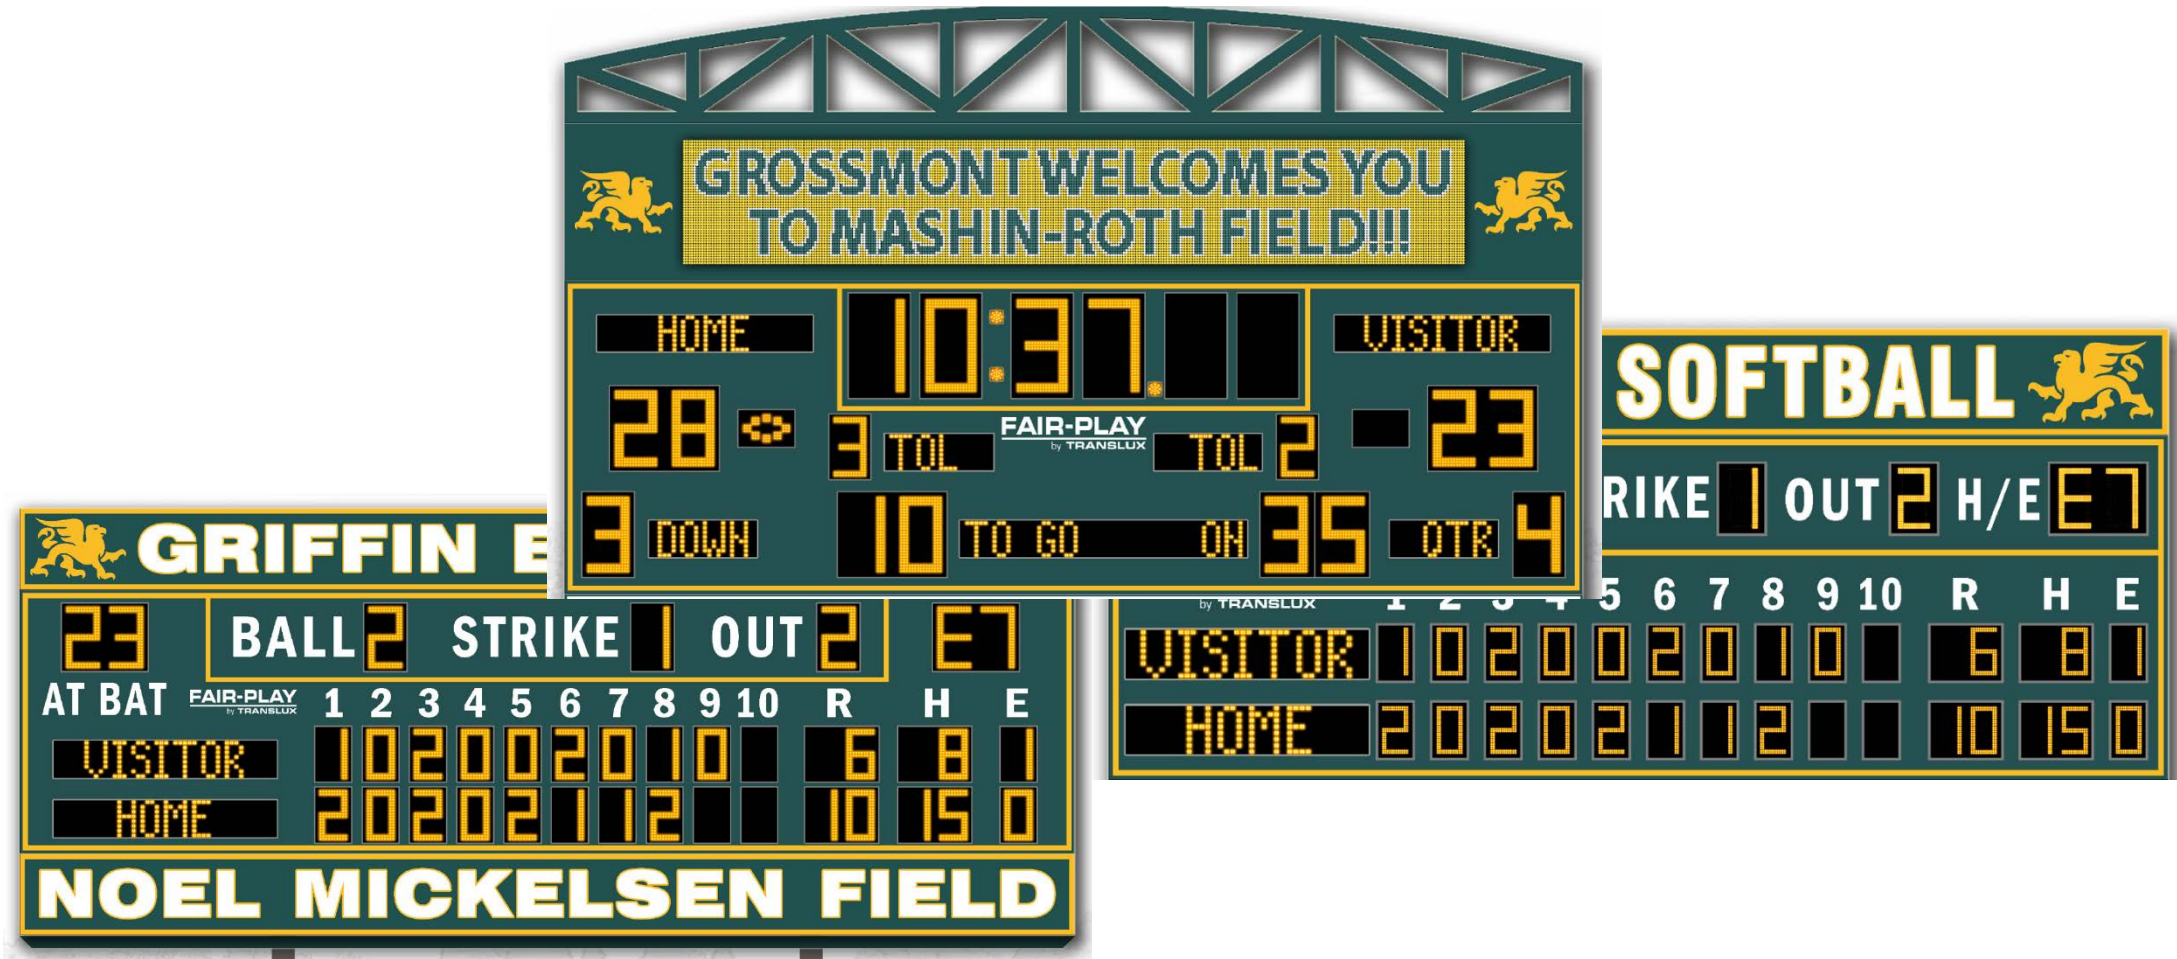 GROSSMONT WELCOMES YOU
TO MASHIN-ROTH FIELD!!!
HOME 10:37. VISITOR
28 3 TOL FAIR-PLAY TOL 2 23
by TRANSLUX
3 DOWN 10 TO GO ON 35 QTR 4
GRIFFIN
23 BALL 2 STRIKE 1 OUT 2 E7
AT BAT FAIR-PLAY 1 2 3 4 5 6 7 8 9 10 R H E
by TRANSLUX
VISITOR 1 0 2 0 0 2 0 1 0 6 8 1
HOME 2 0 2 0 2 1 1 2 10 15 0
NOEL MICKELSEN FIELD
SOFTBALL
RIKE 1 OUT 2 H/E E7
by TRANSLUX 1 2 3 4 5 6 7 8 9 10 R H E
VISITOR 1 0 2 0 0 2 0 1 0 6 8 1
HOME 2 0 2 0 2 1 1 2 10 15 0